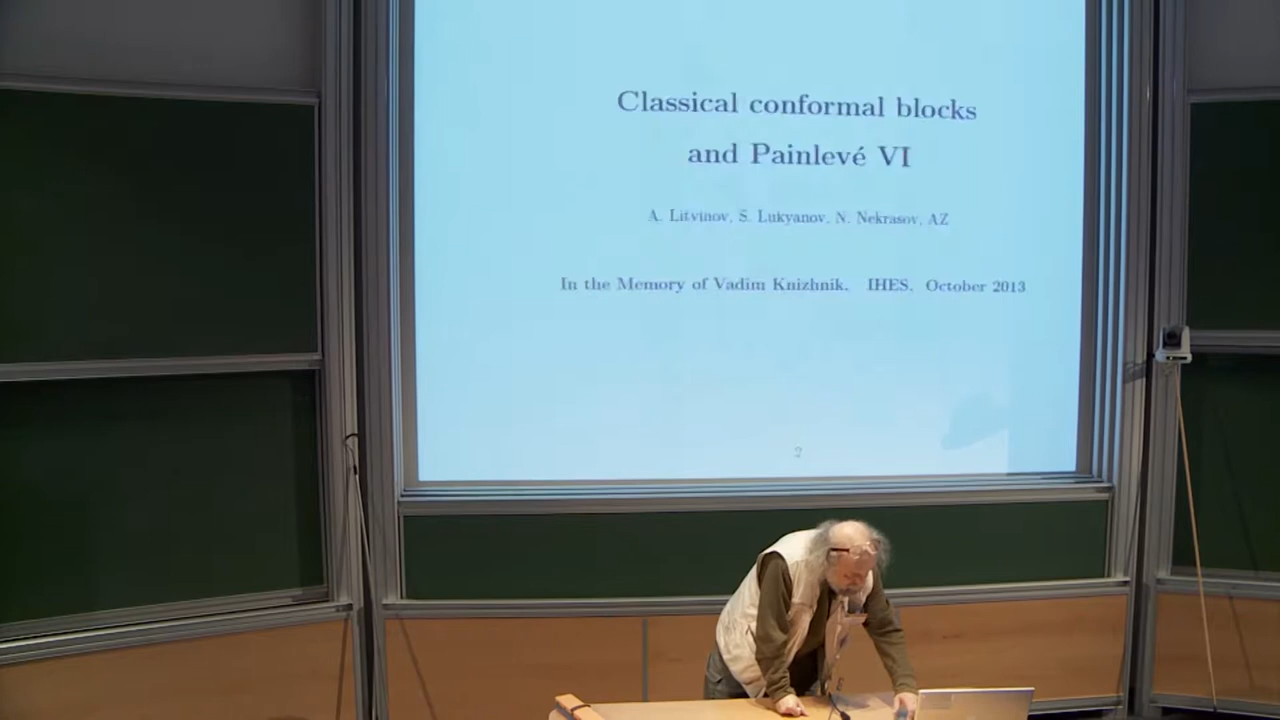 Classical conformal blocks
and Painlevé VI
A. Litvinov, S. Lukyanov, N. Nekrasov, AZ
In the Memory of Vadim Knizhnik. IHES. October 2013
2